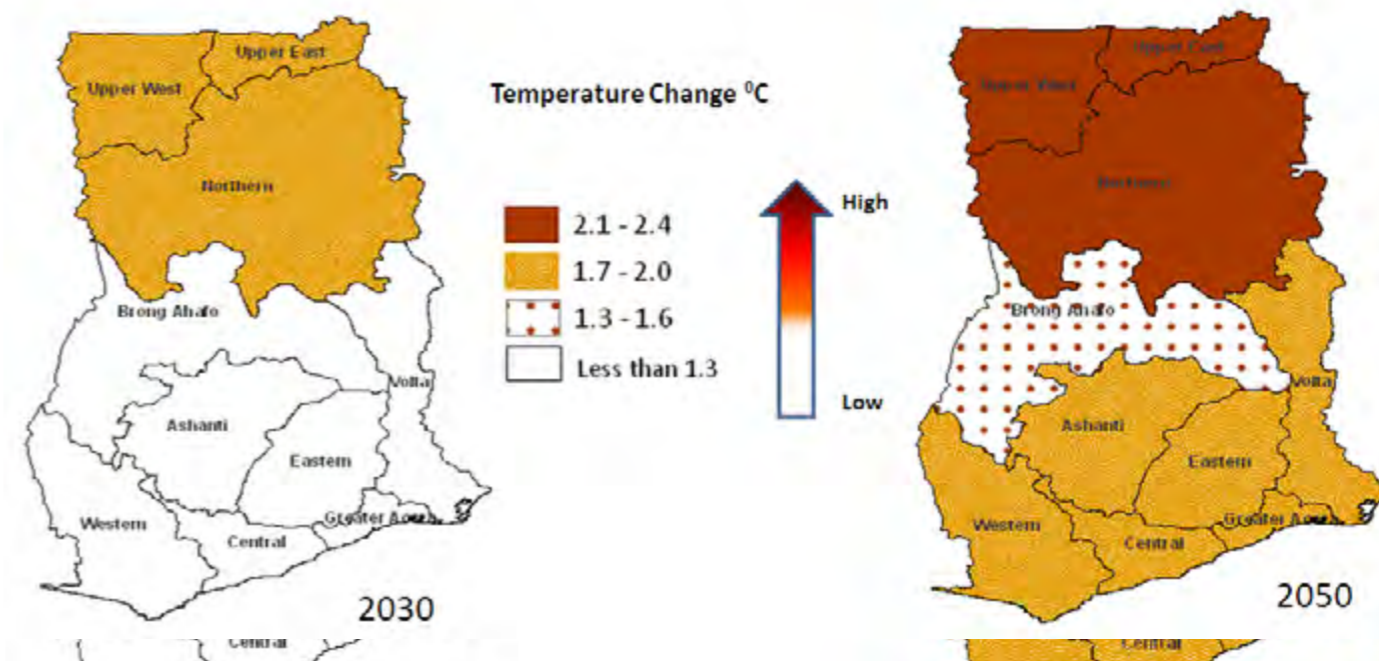 Upper East
Upper West
Northern
Brong Ahafo
Volta
Ashanti
Eastern
Greater Accra
Western
Central
2030
Central
Temperature Change ⁰C
2.1 - 2.4
1.7 - 2.0
1.3 - 1.6
Less than 1.3
High
Low
Upper East
Upper West
Northern
Brong Ahafo
Volta
Ashanti
Eastern
Greater Accra
Western
Central
2050
Central